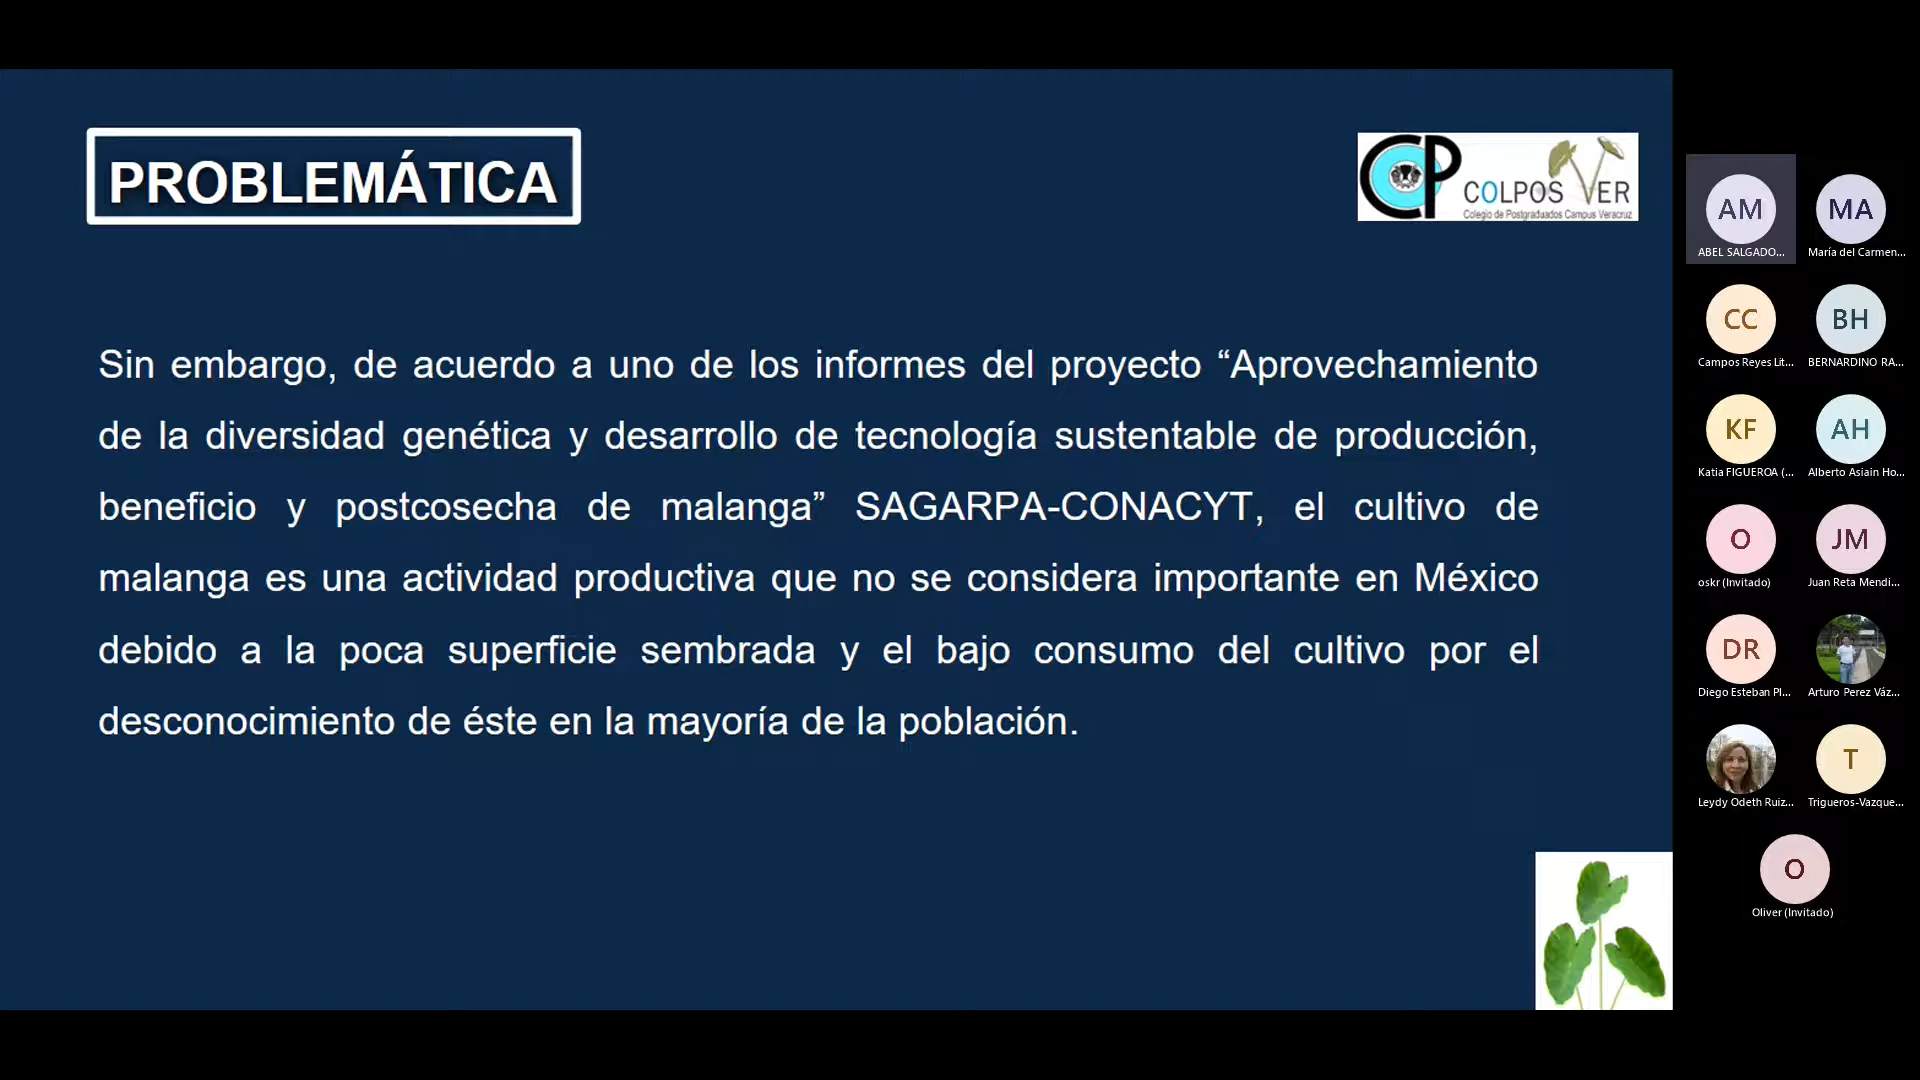 PROBLEMÁTICA
CP COLPOS VER
Colegio de Postgraduados Campus Veracruz
Sin embargo, de acuerdo a uno de los informes del proyecto “Aprovechamiento
de la diversidad genética y desarrollo de tecnología sustentable de producción,
beneficio y postcosecha de malanga” SAGARPA-CONACYT, el cultivo de
malanga es una actividad productiva que no se considera importante en México
debido a la poca superficie sembrada y el bajo consumo del cultivo por el
desconocimiento de éste en la mayoría de la población.
AM
ABEL SALGADO...
MA
María del Carmen...
CC
Campos Reyes Lit...
BH
BERNARDINO RA...
KF
Katia FIGUEROA (...
AH
Alberto Asiain Ho...
O
oskr (Invitado)
JM
Juan Reta Mendi...
DR
Diego Esteban Pl...
Arturo Perez Váz...
Leydy Odeth Ruiz...
T
Trigueros-Vazque...
O
Oliver (Invitado)